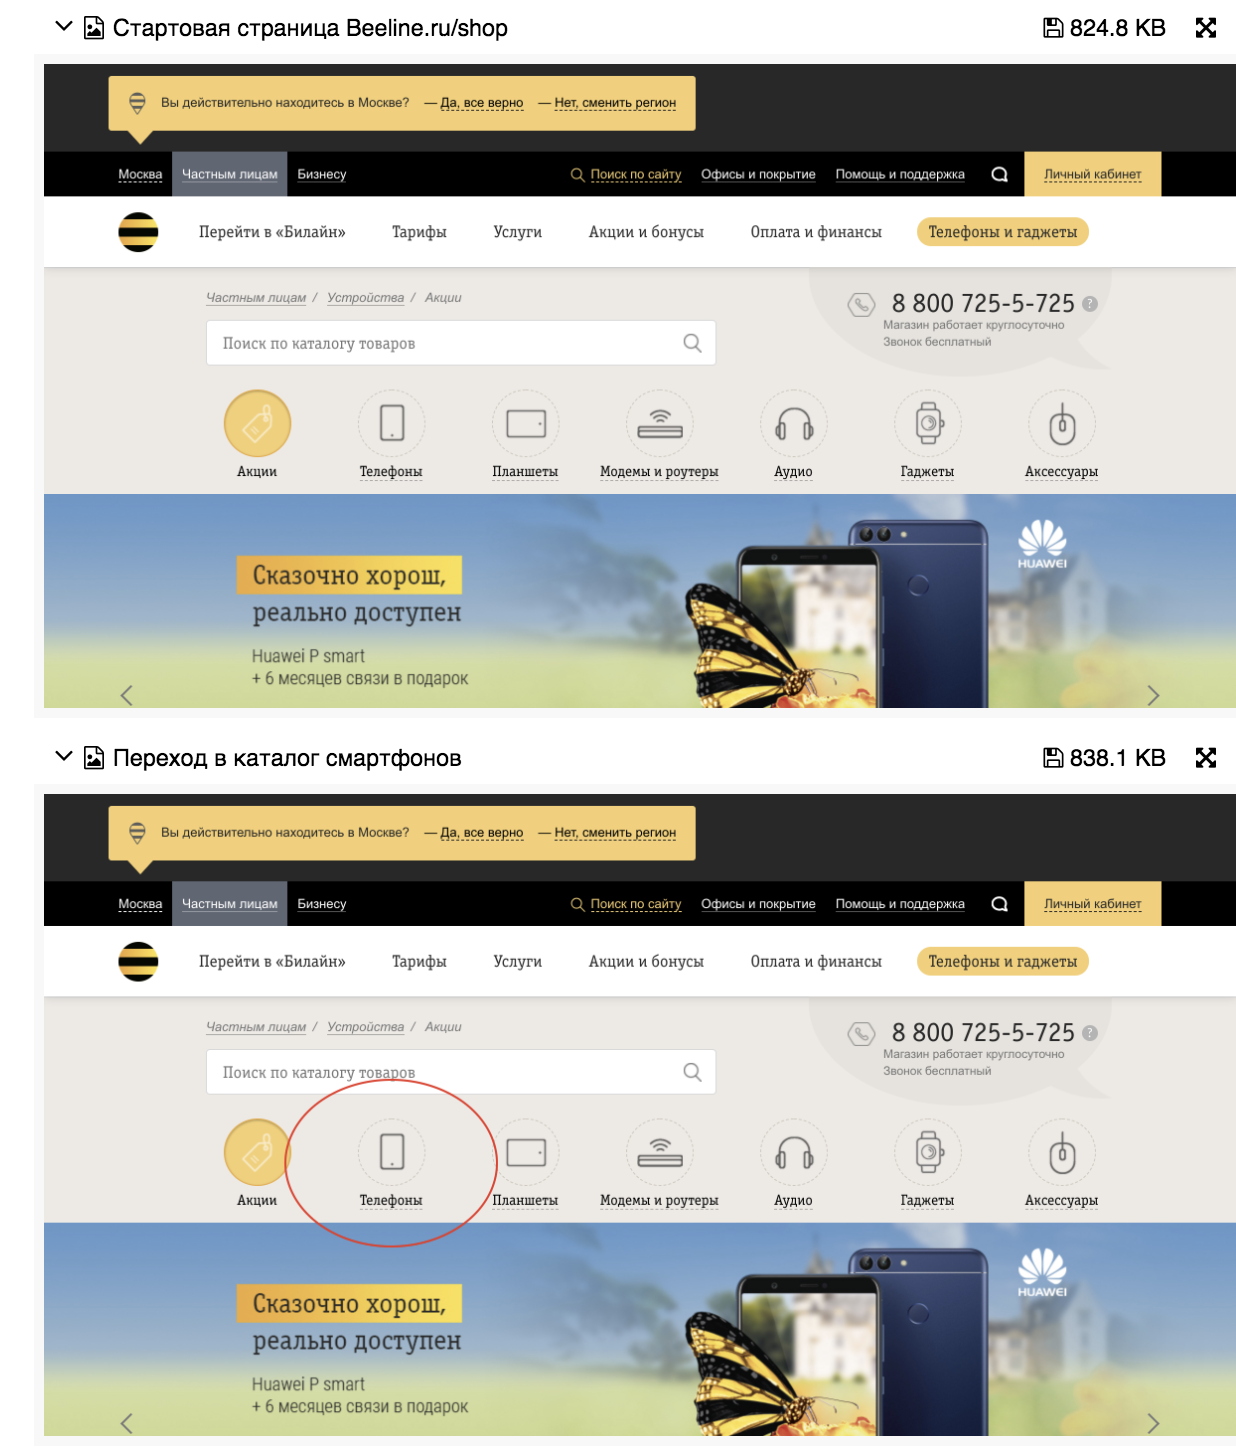 Стартовая страница Beeline.ru/shop 824.8 KB
Вы действительно находитесь в Москве? — Да, все верно — Нет, сменить регион
Москва Частным лицам Бизнесу Поиск по сайту Офисы и покрытие Помощь и поддержка Личный кабинет
Перейти в «Билайн» Тарифы Услуги Акции и бонусы Оплата и финансы Телефоны и гаджеты
Частным лицам / Устройства / Акции
8 800 725-5-725 ?
Магазин работает круглосуточно
Звонок бесплатный
Поиск по каталогу товаров
Акции Телефоны Планшеты Модемы и роутеры Аудио Гаджеты Аксессуары
HUAWEI
Сказочно хорош,
реально доступен
Huawei P smart
+ 6 месяцев связи в подарок
Переход в каталог смартфонов 838.1 KB
Вы действительно находитесь в Москве? — Да, все верно — Нет, сменить регион
Москва Частным лицам Бизнесу Поиск по сайту Офисы и покрытие Помощь и поддержка Личный кабинет
Перейти в «Билайн» Тарифы Услуги Акции и бонусы Оплата и финансы Телефоны и гаджеты
Частным лицам / Устройства / Акции
8 800 725-5-725 ?
Магазин работает круглосуточно
Звонок бесплатный
Поиск по каталогу товаров
Акции Телефоны Планшеты Модемы и роутеры Аудио Гаджеты Аксессуары
HUAWEI
Сказочно хорош,
реально доступен
Huawei P smart
+ 6 месяцев связи в подарок